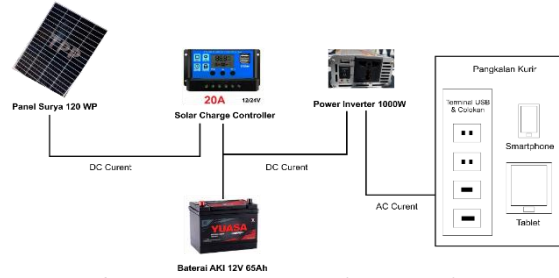 Panel Surya 120 WP
20A
12/24V
Solar Charge Controller
Power Inverter 1000W
Pangkalan Kurir
Terminal USB
& Colokan
Smartphone
Tablet
DC Curent
DC Curent
AC Curent
YUASA
Baterai AKI 12V 65Ah